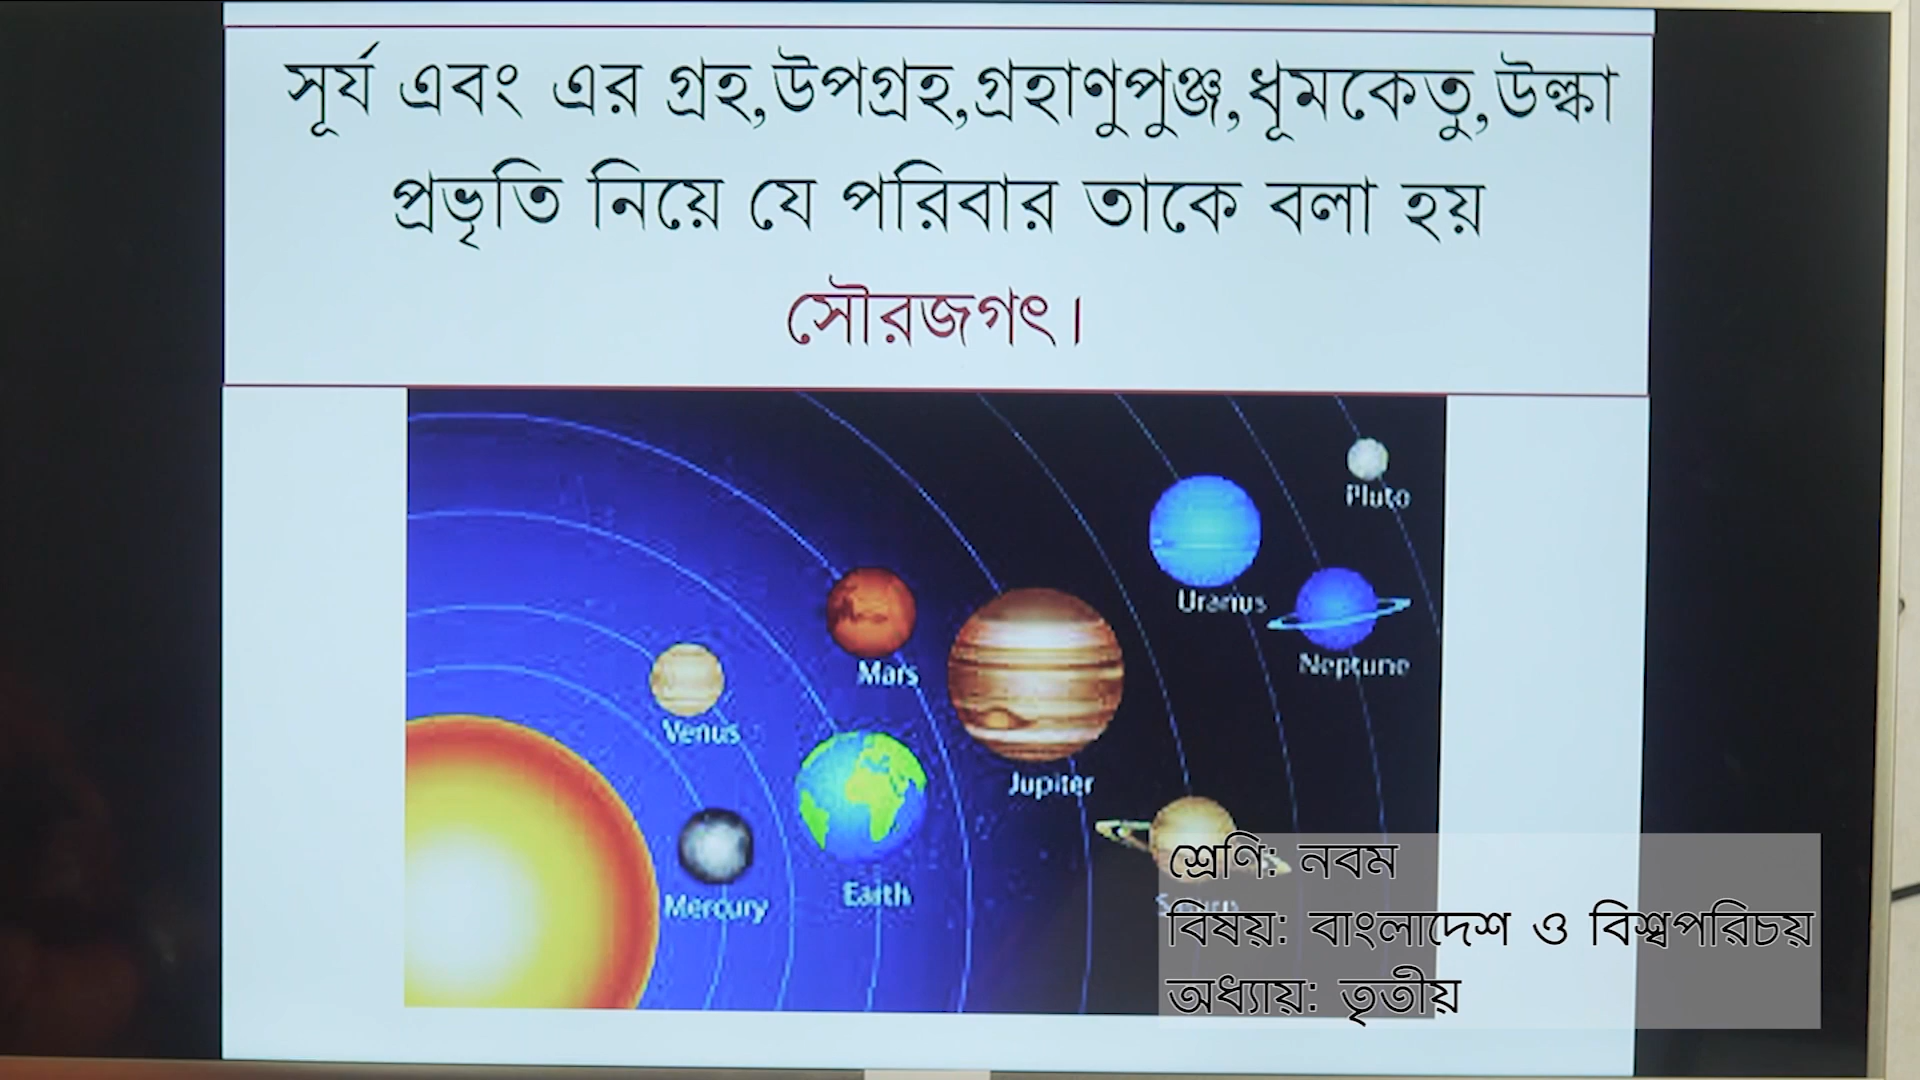 সূর্য এবং এর গ্রহ,উপগ্রহ,গ্রহাণুপুঞ্জ,ধূমকেতু,উল্কা
প্রভৃতি নিয়ে যে পরিবার তাকে বলা হয়
সৌরজগৎ।
Pluto
Uranus
Neptune
Mars
Venus
Jupiter
Earth
Mercury
Saturn
শ্রেণি: নবম
বিষয়: বাংলাদেশ ও বিশ্বপরিচয়
অধ্যায়: তৃতীয়